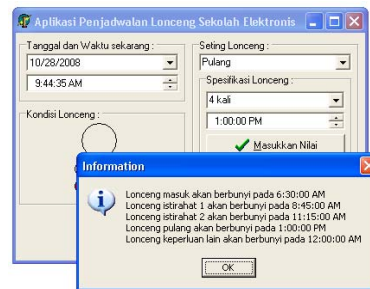 Aplikasi Penjadwalan Lonceng Sekolah Elektronis
Tanggal dan Waktu sekarang :
10/28/2008
9:44:35 AM
Kondisi Lonceng :
Seting Lonceng :
Pulang
Spesifikasi Lonceng :
4 kali
1:00:00 PM
Masukkan Nilai
Information
Lonceng masuk akan berbunyi pada 6:30:00 AM
Lonceng istirahat 1 akan berbunyi pada 8:45:00 AM
Lonceng istirahat 2 akan berbunyi pada 11:15:00 AM
Lonceng pulang akan berbunyi pada 1:00:00 PM
Lonceng keperluan lain akan berbunyi pada 12:00:00 AM
OK